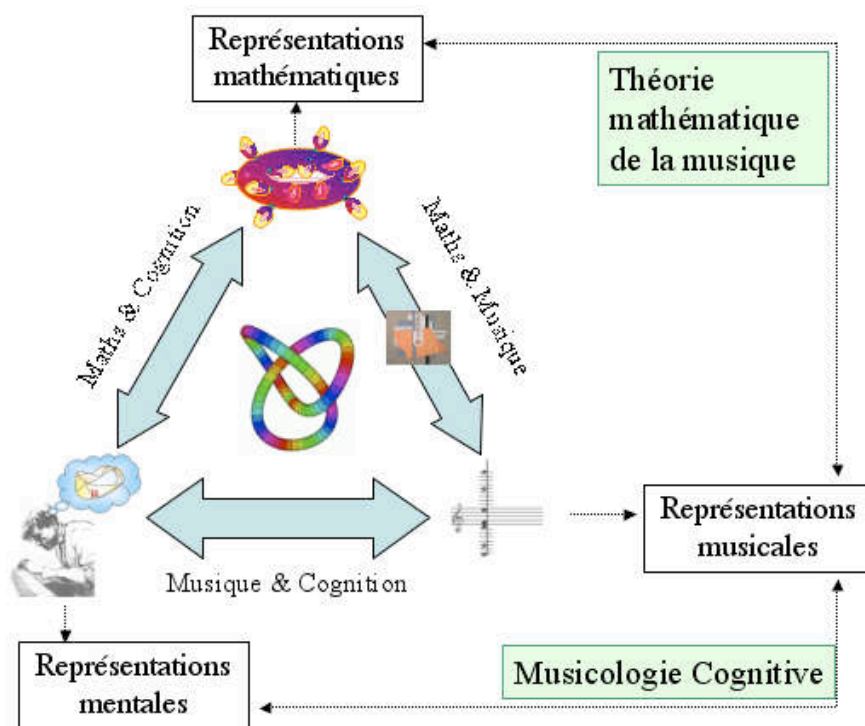 Représentations
mathématiques
Théorie
mathématique
de la musique
Maths & Cognition
Maths & Musique
Représentations
musicales
Musique & Cognition
Représentations
mentales
Musicologie Cognitive